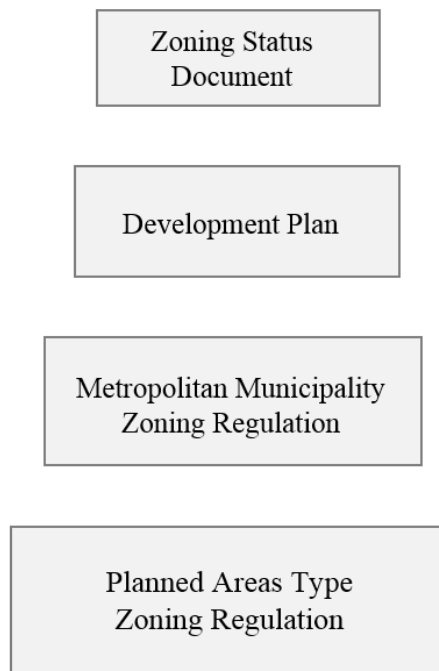 Zoning Status
Document
Development Plan
Metropolitan Municipality
Zoning Regulation
Planned Areas Type
Zoning Regulation